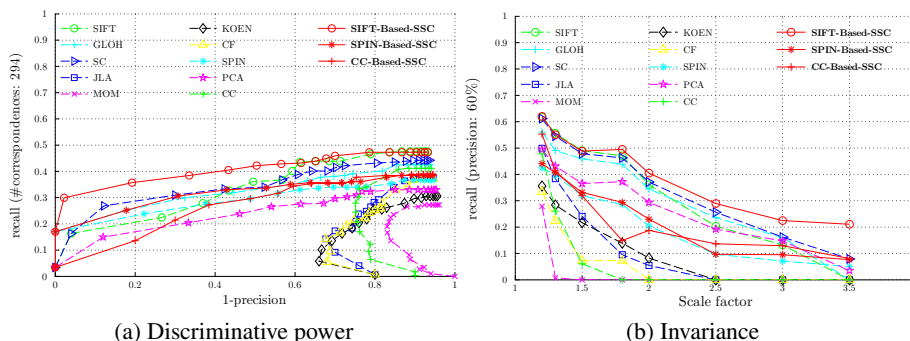 1
0.9
0.8
0.7
0.6
0.5
0.4
0.3
0.2
0.1
0
recall (#correspondences: 294)
SIFT
GLOH
SC
JLA
MOM
KOEN
CF
SPIN
PCA
CC
SIFT-Based-SSC
SPIN-Based-SSC
CC-Based-SSC
0 0.2 0.4 0.6 0.8 1
1-precision
(a) Discriminative power
1
0.9
0.8
0.7
0.6
0.5
0.4
0.3
0.2
0.1
0
recall (precision: 60%)
SIFT
GLOH
SC
JLA
MOM
KOEN
CF
SPIN
PCA
CC
SIFT-Based-SSC
SPIN-Based-SSC
CC-Based-SSC
1 1.5 2 2.5 3 3.5
Scale factor
(b) Invariance